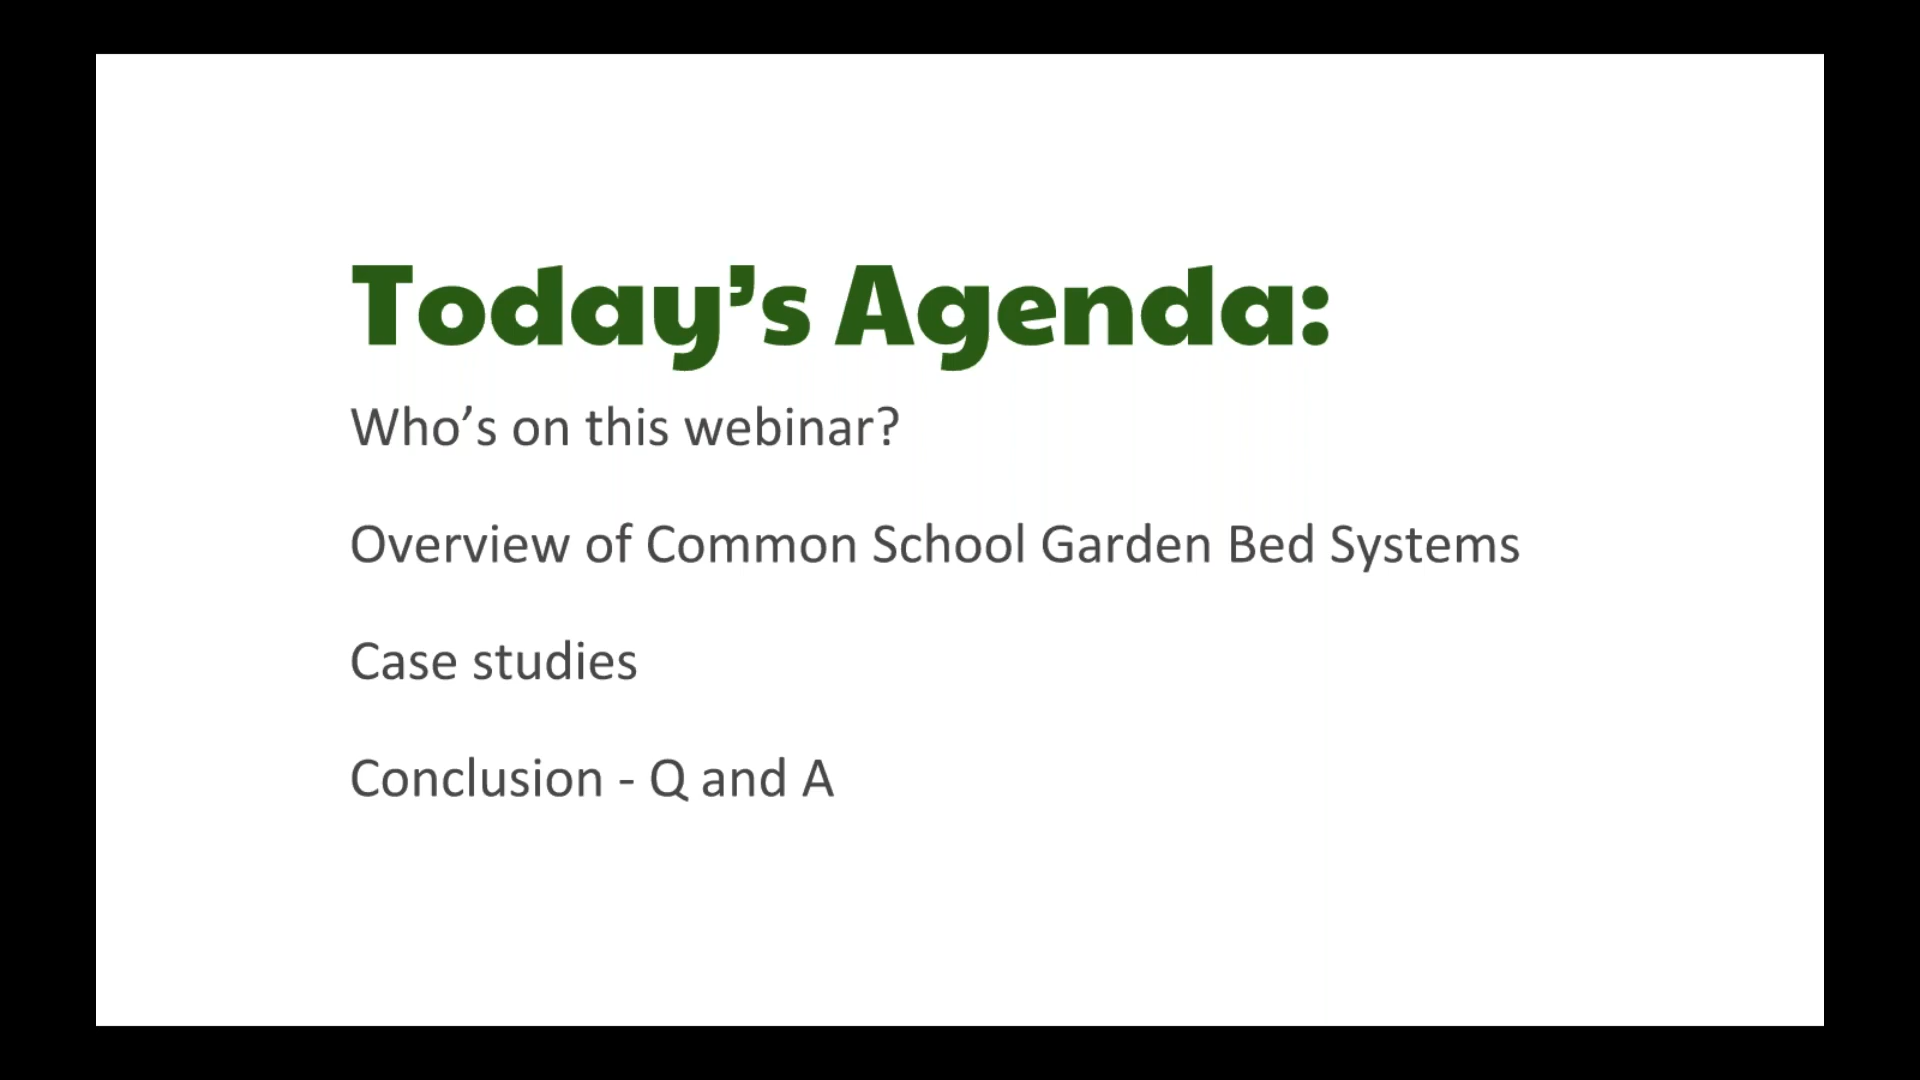 Today’s Agenda:
Who’s on this webinar?
Overview of Common School Garden Bed Systems
Case studies
Conclusion - Q and A